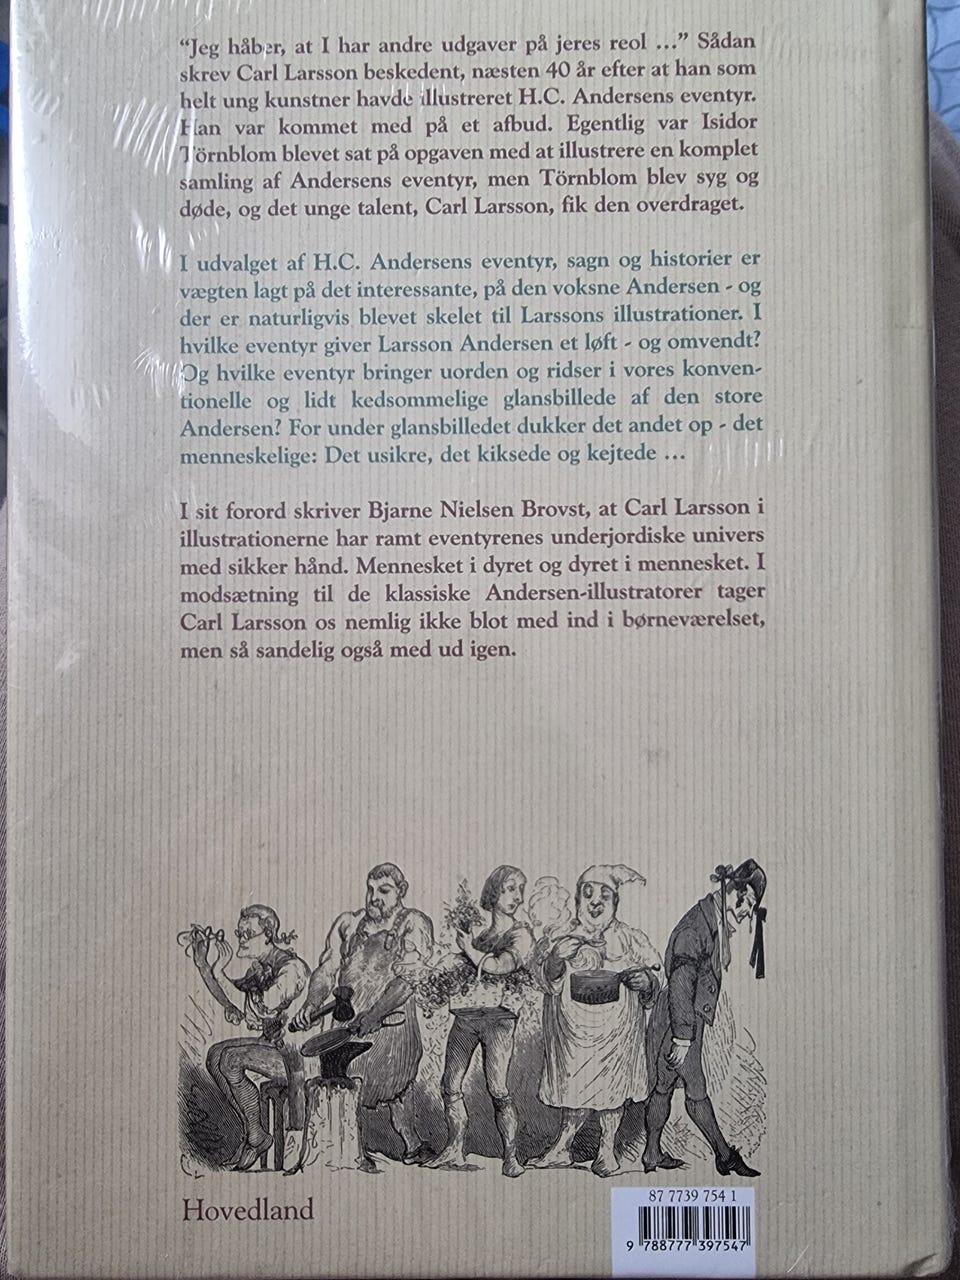 “Jeg håber, at I har andre udgaver på jeres reol ...” Sådan
skrev Carl Larsson beskedent, næsten 40 år efter at han som
helt ung kunstner havde illustreret H.C. Andersens eventyr.
Han var kommet med på et afbud. Egentlig var Isidor
Törnblom blevet sat på opgaven med at illustrere en komplet
samling af Andersens eventyr, men Törnblom blev syg og
døde, og det unge talent, Carl Larsson, fik den overdraget.
I udvalget af H.C. Andersens eventyr, sagn og historier er
vægten lagt på det interessante, på den voksne Andersen - og
der er naturligvis blevet skelet til Larssons illustrationer. I
hvilke eventyr giver Larsson Andersen et løft - og omvendt?
Og hvilke eventyr bringer uorden og ridser i vores konven-
tionelle og lidt kedsommelige glansbillede af den store
Andersen? For under glansbilledet dukker det andet op - det
menneskelige: Det usikre, det kiksede og kejtede ...
I sit forord skriver Bjarne Nielsen Brovst, at Carl Larsson i
illustrationerne har ramt eventyrenes underjordiske univers
med sikker hånd. Mennesket i dyret og dyret i mennesket. I
modsætning til de klassiske Andersen-illustratorer tager
Carl Larsson os nemlig ikke blot med ind i børneværelset,
men så sandelig også med ud igen.
CL
Hovedland
87 7739 754 1
9 788777 397547